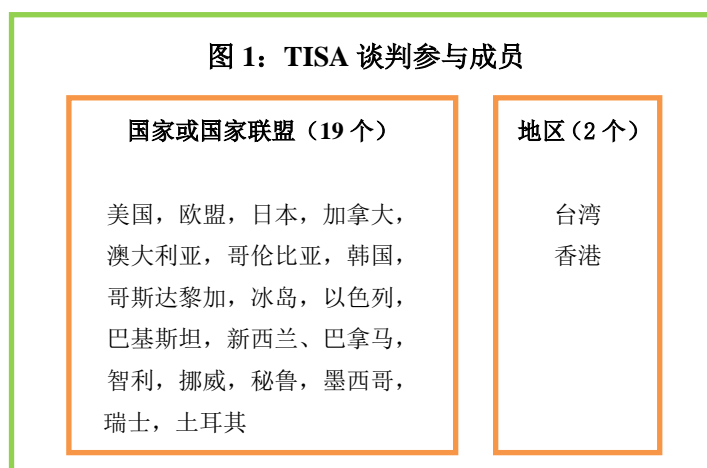 图 1：TISA 谈判参与成员
国家或国家联盟（19 个）
美国，欧盟，日本，加拿大，
澳大利亚，哥伦比亚，韩国，
哥斯达黎加，冰岛，以色列，
巴基斯坦，新西兰、巴拿马，
智利，挪威，秘鲁，墨西哥，
瑞士，土耳其
地区（2 个）
台湾
香港